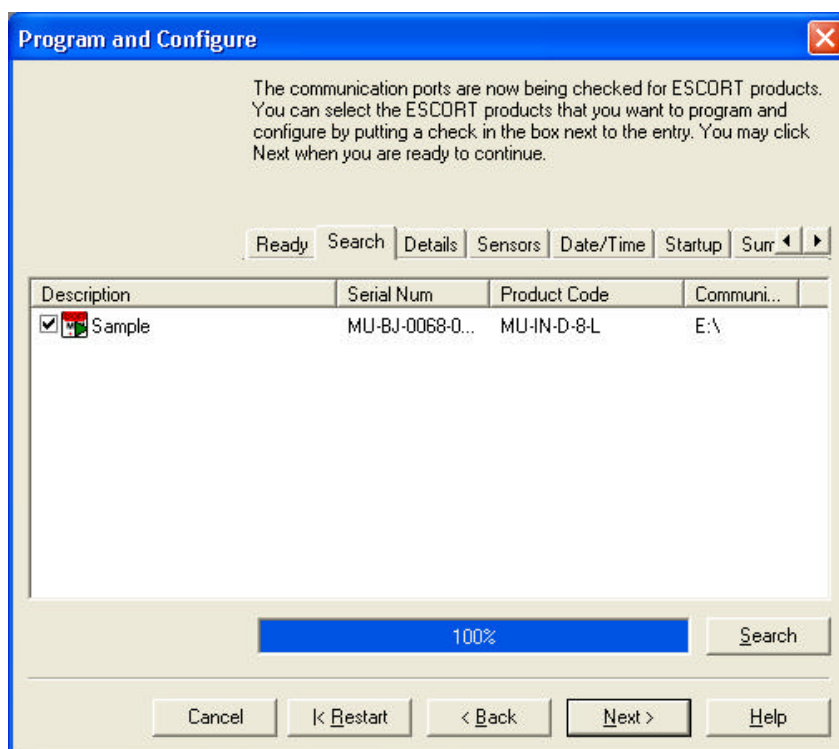 Program and Configure
The communication ports are now being checked for ESCORT products.
You can select the ESCORT products that you want to program and
configure by putting a check in the box next to the entry. You may click
Next when you are ready to continue.
Ready Search Details Sensors Date/Time Startup Sum
Description Serial Num Product Code Communi...
Sample MU-BJ-0068-0... MU-IN-D-8-L E:\
100% Search
Cancel |< Restart < Back Next > Help